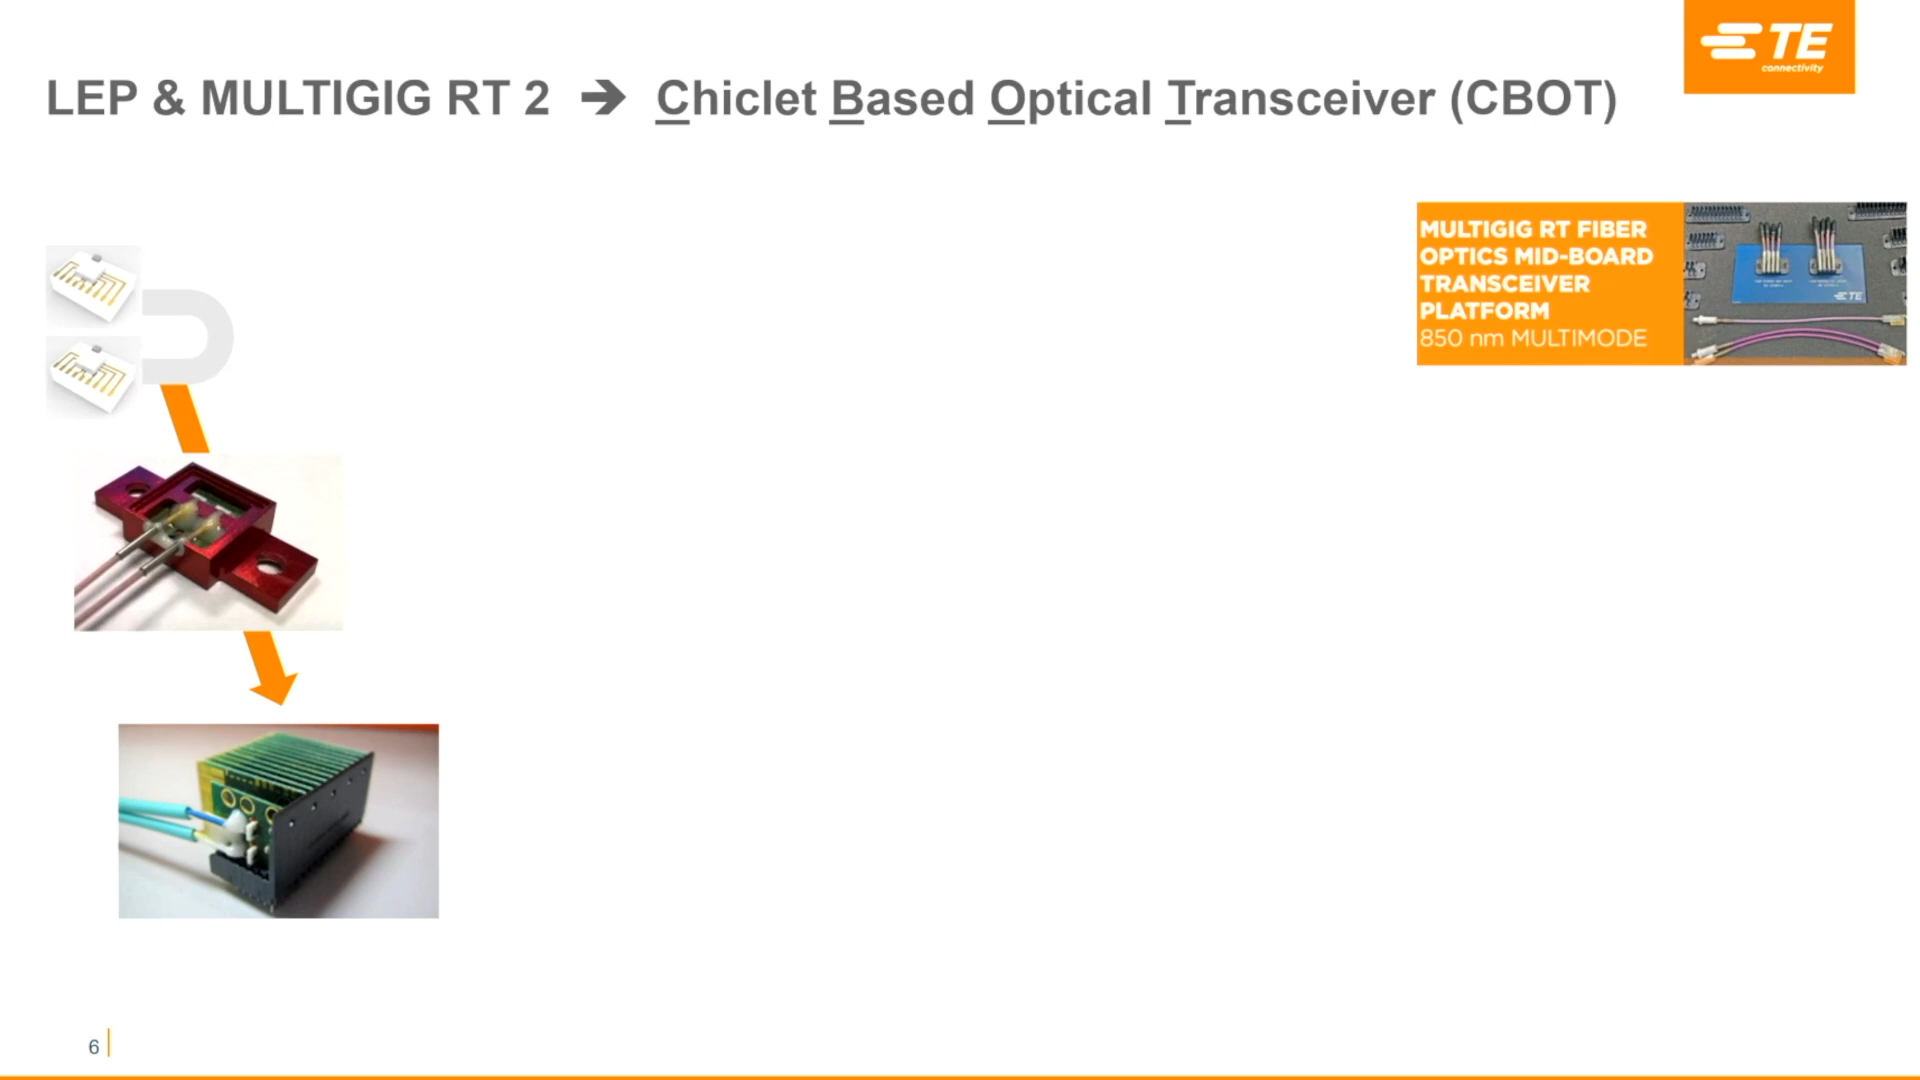 TE
connectivity
LEP & MULTIGIG RT 2 ➔ Chiclet Based Optical Transceiver (CBOT)
MULTIGIG RT FIBER
OPTICS MID-BOARD
TRANSCEIVER
PLATFORM
850 nm MULTIMODE
TE
6